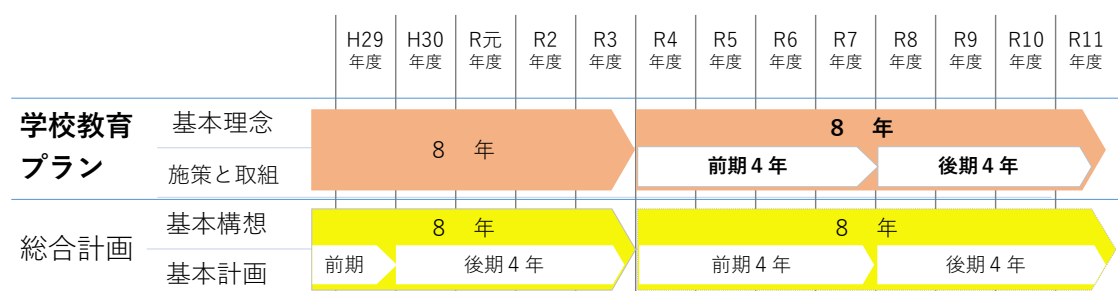 H29 H30 R元 R2 R3 R4 R5 R6 R7 R8 R9 R10 R11
年度 年度 年度 年度 年度 年度 年度 年度 年度 年度 年度 年度 年度
学校教育
プラン
基本理念
8 年
8 年
施策と取組
前期4年
後期4年
総合計画
基本構想
8 年
8 年
基本計画
前期
後期4年
前期4年
後期4年